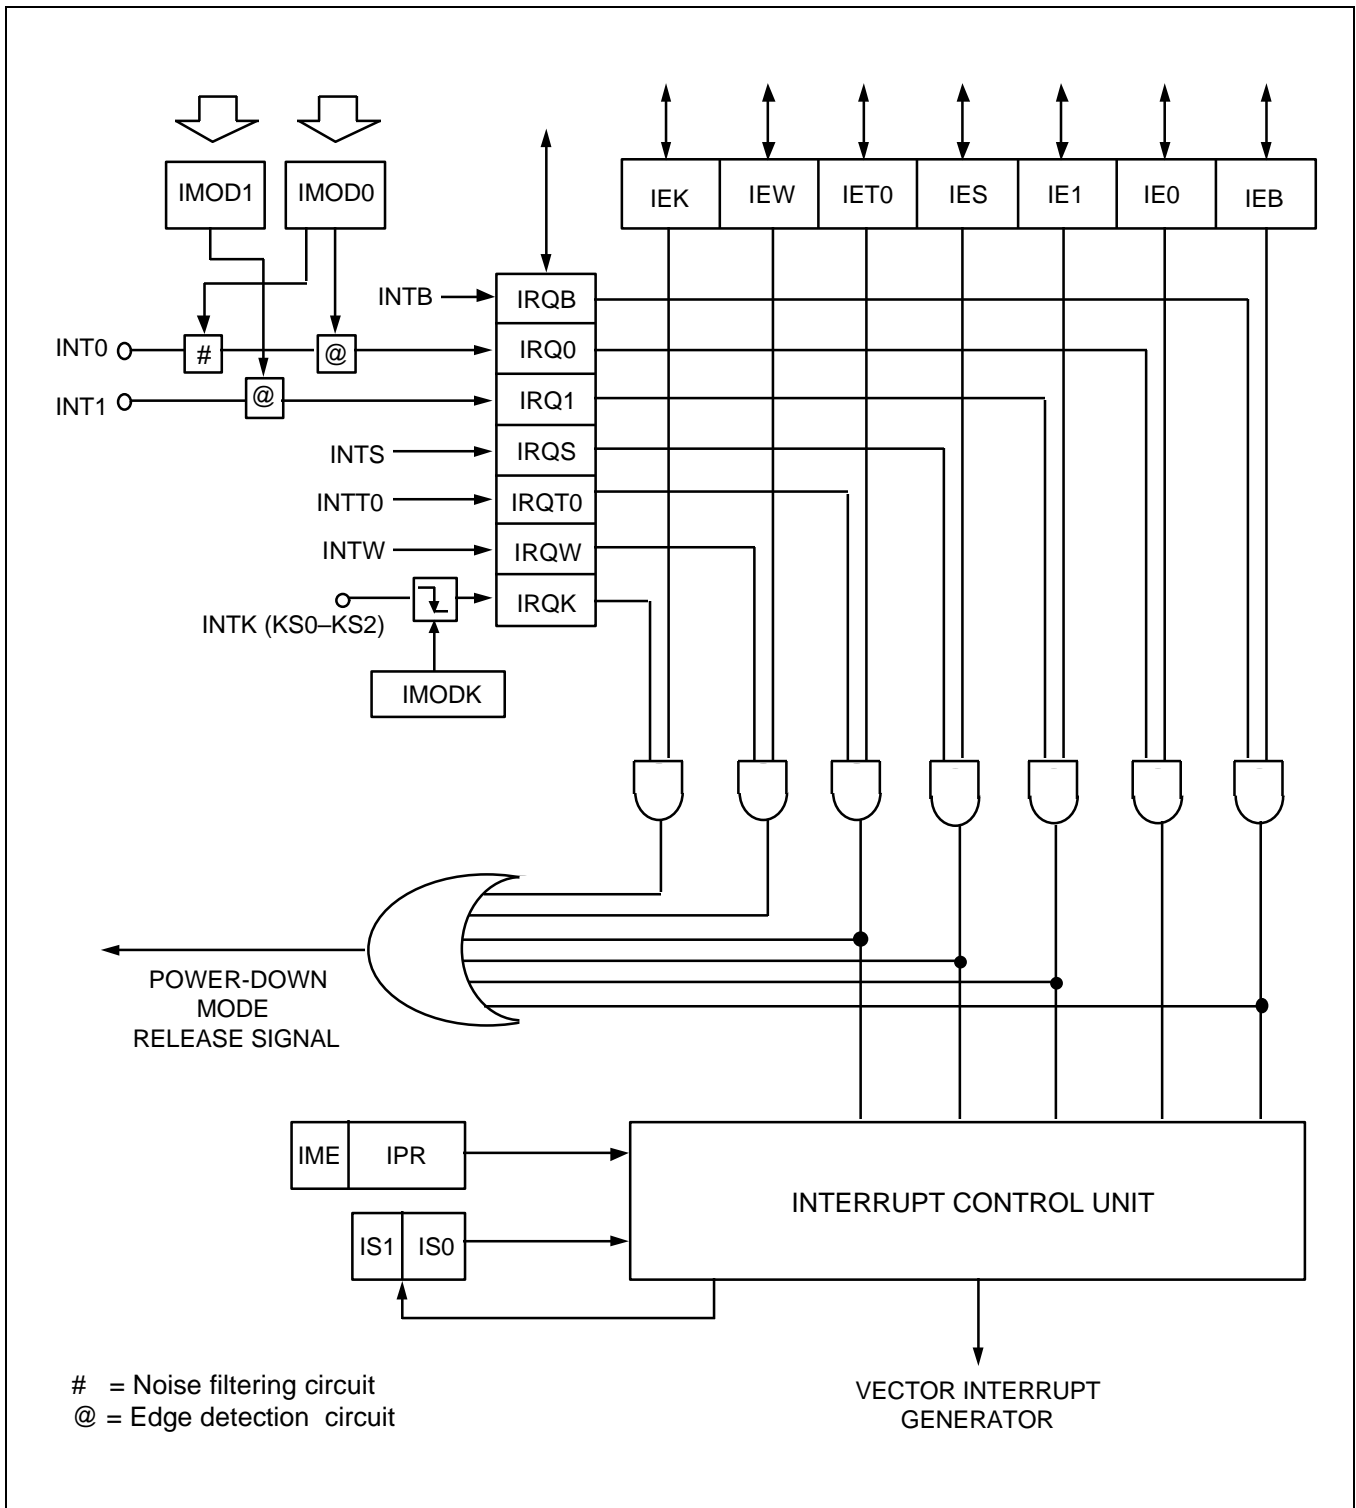 IMOD1
IMOD0
IEK
IEW
IET0
IES
IE1
IE0
IEB
INTB
IRQB
INT0
#
@
IRQ0
INT1
@
IRQ1
INTS
IRQS
INTT0
IRQT0
INTW
IRQW
INTK (KS0–KS2)
IRQK
IMODK
POWER-DOWN
MODE
RELEASE SIGNAL
IME
IPR
INTERRUPT CONTROL UNIT
IS1
IS0
# = Noise filtering circuit
@ = Edge detection circuit
VECTOR INTERRUPT
GENERATOR